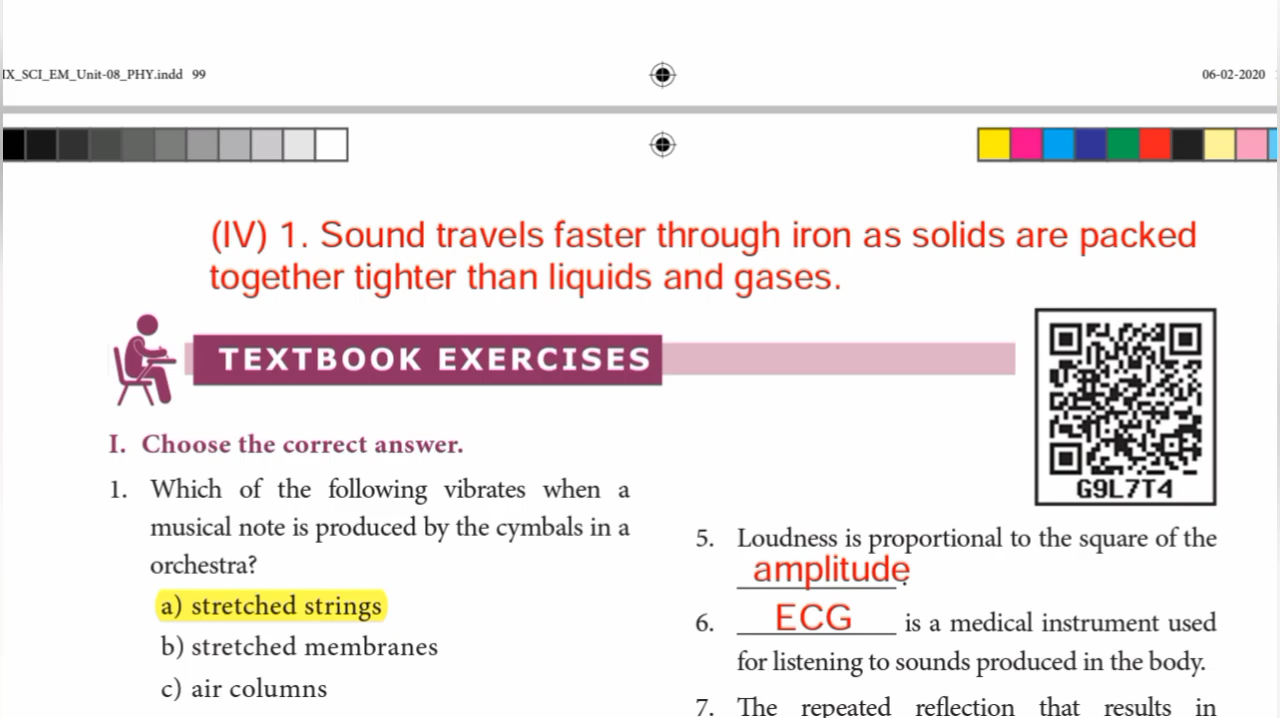 IX_SCI_EM_Unit-08_PHY.indd 99
06-02-2020
(IV) 1. Sound travels faster through iron as solids are packed
together tighter than liquids and gases.
TEXTBOOK EXERCISES
G9L7T4
I. Choose the correct answer.
1. Which of the following vibrates when a
musical note is produced by the cymbals in a
orchestra?
a) stretched strings
b) stretched membranes
c) air columns
5. Loudness is proportional to the square of the
amplitude.
6. ECG is a medical instrument used
for listening to sounds produced in the body.
7. The repeated reflection that results in